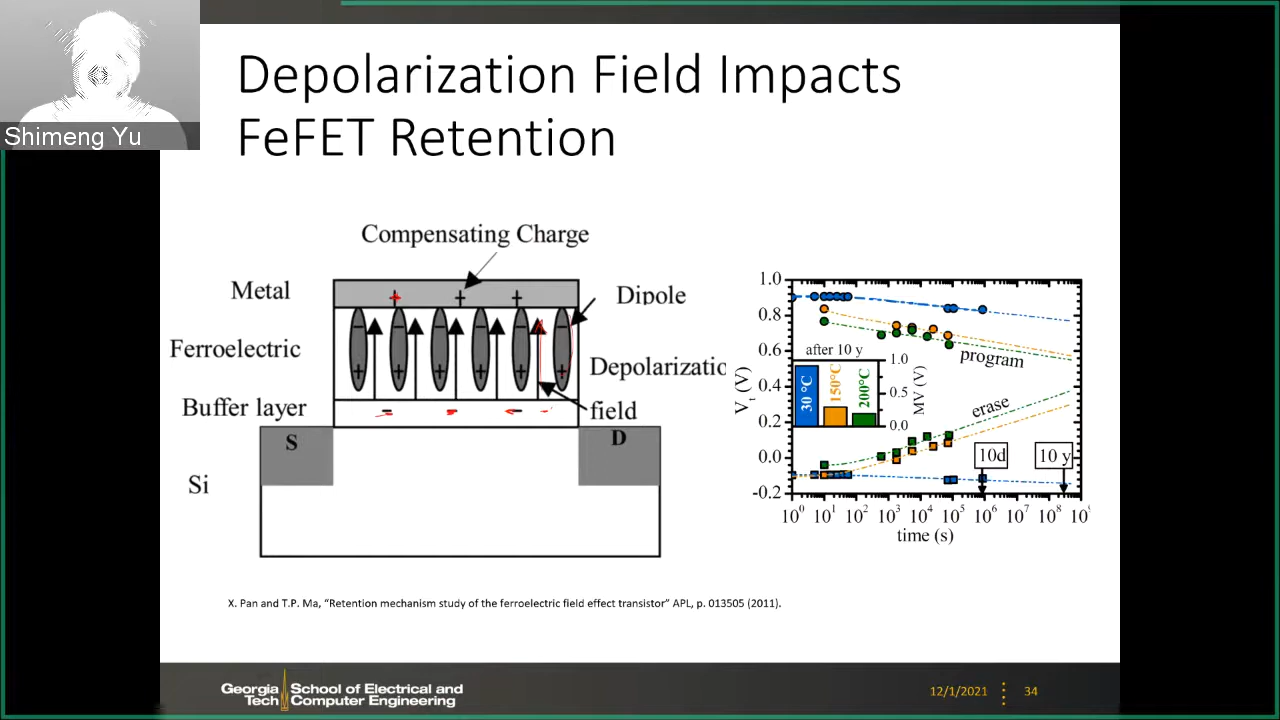 Shimeng Yu
Depolarization Field Impacts
FeFET Retention
Compensating Charge
Metal
+ + +
Dipole
Ferroelectric
Depolarizatio
Buffer layer
field
S
D
Si
1.0
0.8
0.6
0.4
0.2
0.0
-0.2
V_t (V)
after 10 y
30 °C
150°C
200°C
1.0
0.5
0.0
MV (V)
program
erase
10d
10 y
10⁰ 10¹ 10² 10³ 10⁴ 10⁵ 10⁶ 10⁷ 10⁸
time (s)
X. Pan and T.P. Ma, “Retention mechanism study of the ferroelectric field effect transistor” APL, p. 013505 (2011).
Georgia Tech
School of Electrical and
Computer Engineering
12/1/2021
34